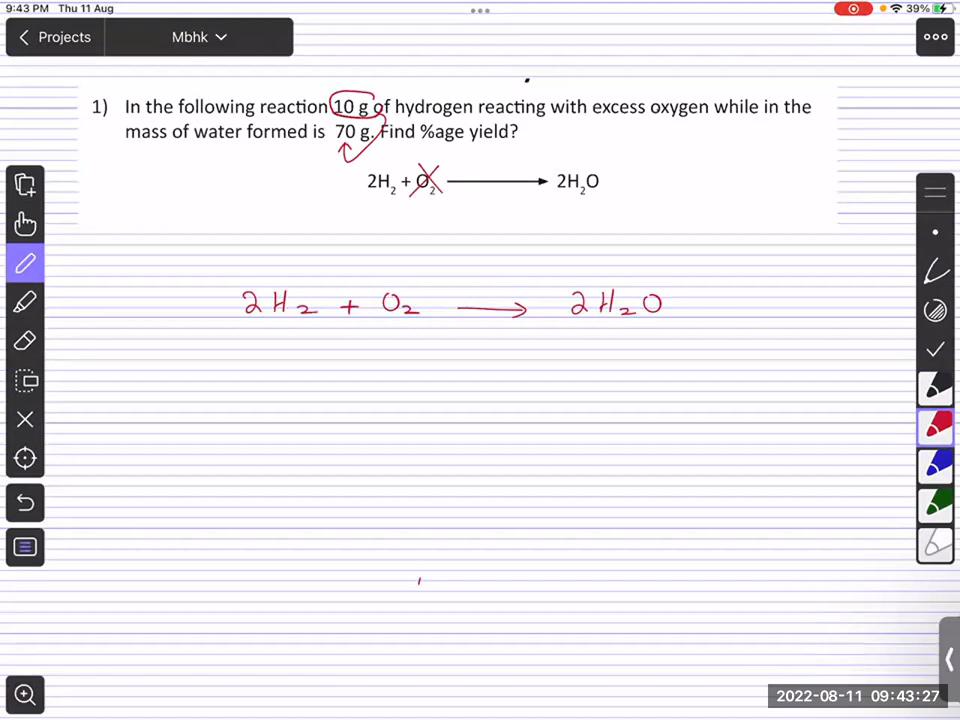 9:43 PM Thu 11 Aug
39%
Projects
Mbhk
1) In the following reaction 10 g of hydrogen reacting with excess oxygen while in the
mass of water formed is 70 g. Find %age yield?
2H₂ + O₂ ⟶ 2H₂O
2H₂ + O₂ ⟶ 2H₂O
2022-08-11 09:43:27